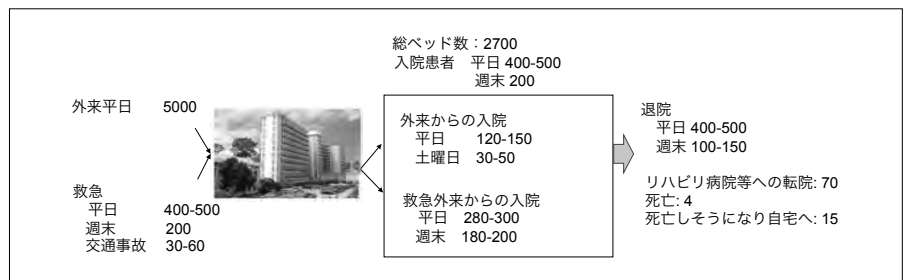 総ベッド数：2700
入院患者 平日 400-500
週末 200
外来平日 5000
救急
平日 400-500
週末 200
交通事故 30-60
外来からの入院
平日 120-150
土曜日 30-50
救急外来からの入院
平日 280-300
週末 180-200
退院
平日 400-500
週末 100-150
リハビリ病院等への転院: 70
死亡: 4
死亡しそうになり自宅へ: 15